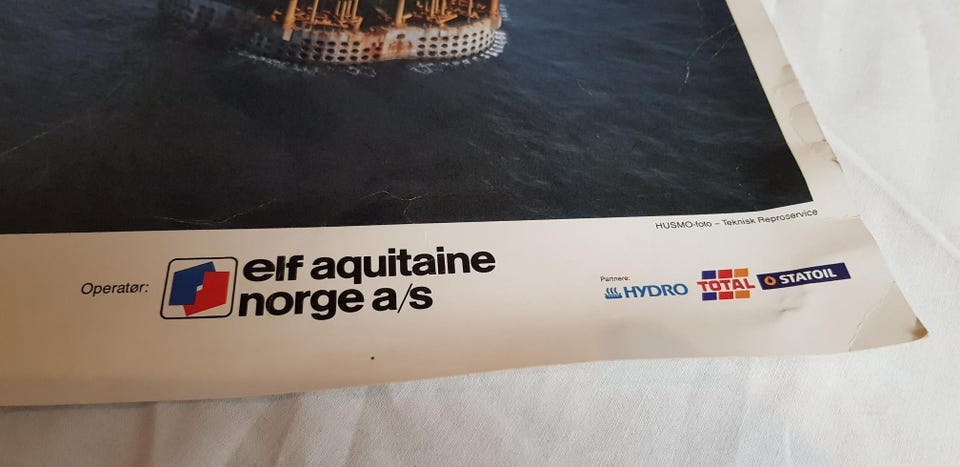 HUSMO-foto – Teknisk Reproservice
Operatør:
elf aquitaine
norge a/s
Partnere:
HYDRO
TOTAL
STATOIL